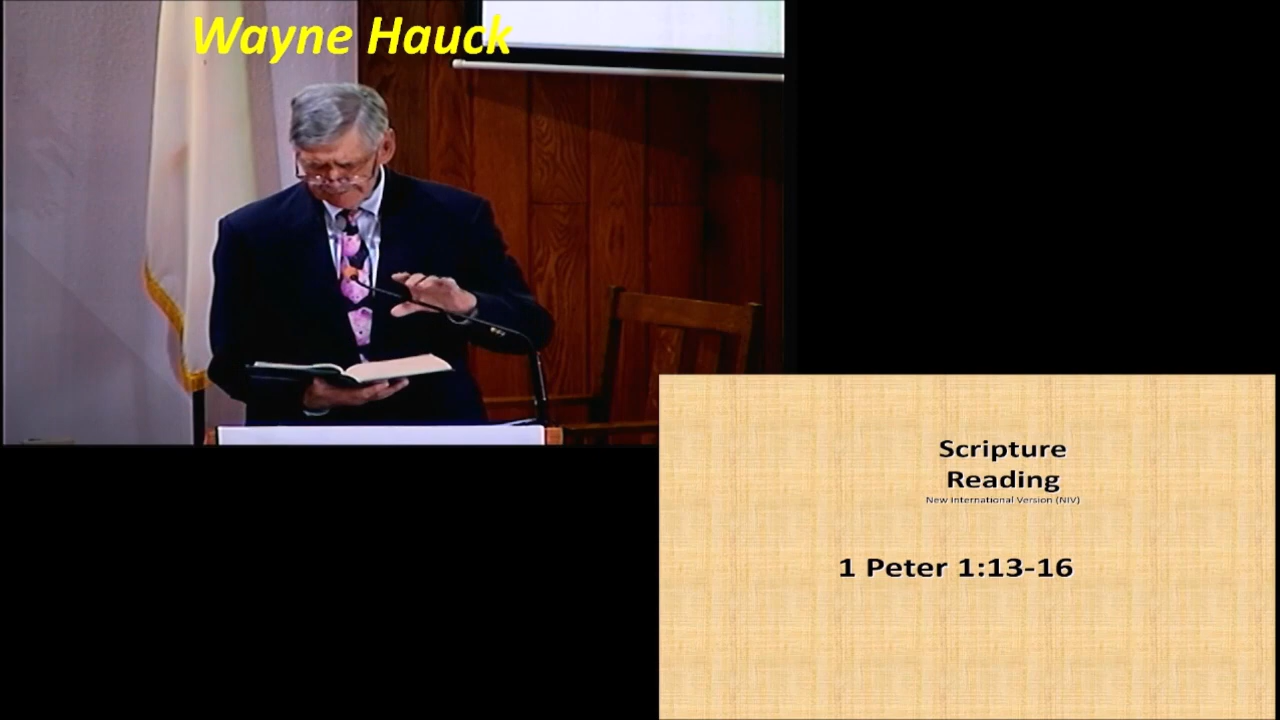 Wayne Hauck
Scripture
Reading
New International Version (NIV)
1 Peter 1:13-16